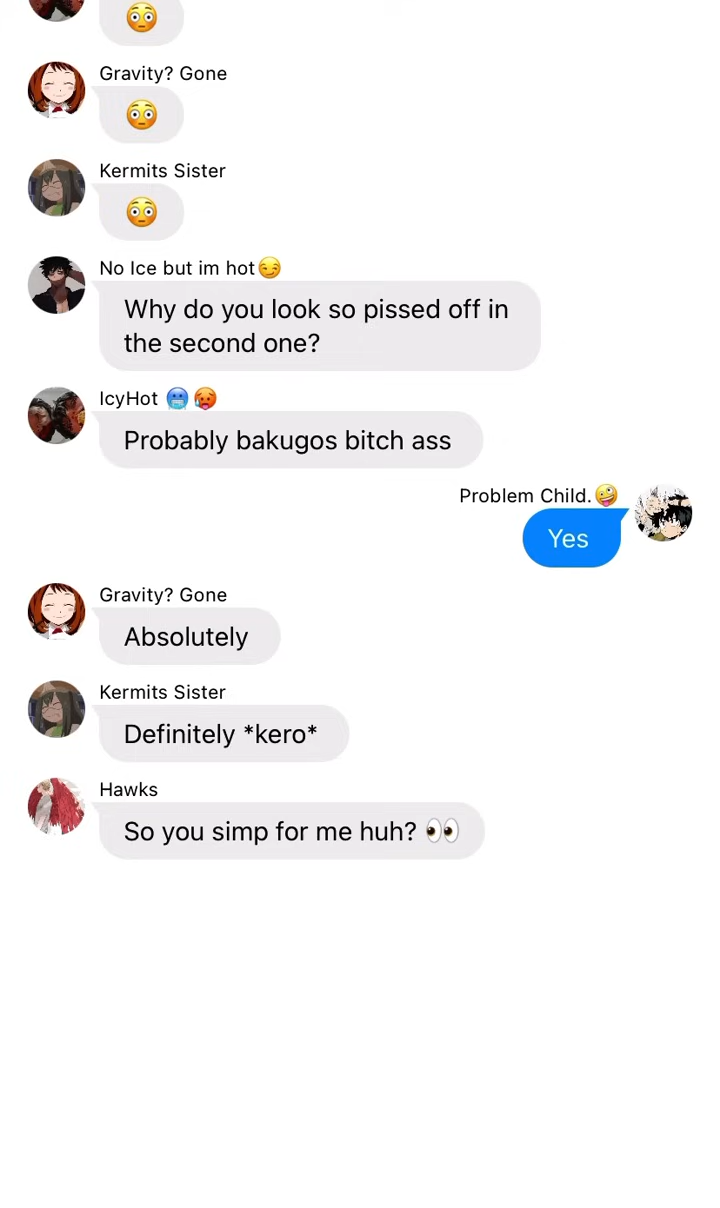 😳
Gravity? Gone
😳
Kermits Sister
😳
No Ice but im hot😏
Why do you look so pissed off in
the second one?
IcyHot 🥶🥵
Probably bakugos bitch ass
Problem Child.🤪
Yes
Gravity? Gone
Absolutely
Kermits Sister
Definitely *kero*
Hawks
So you simp for me huh? 👀